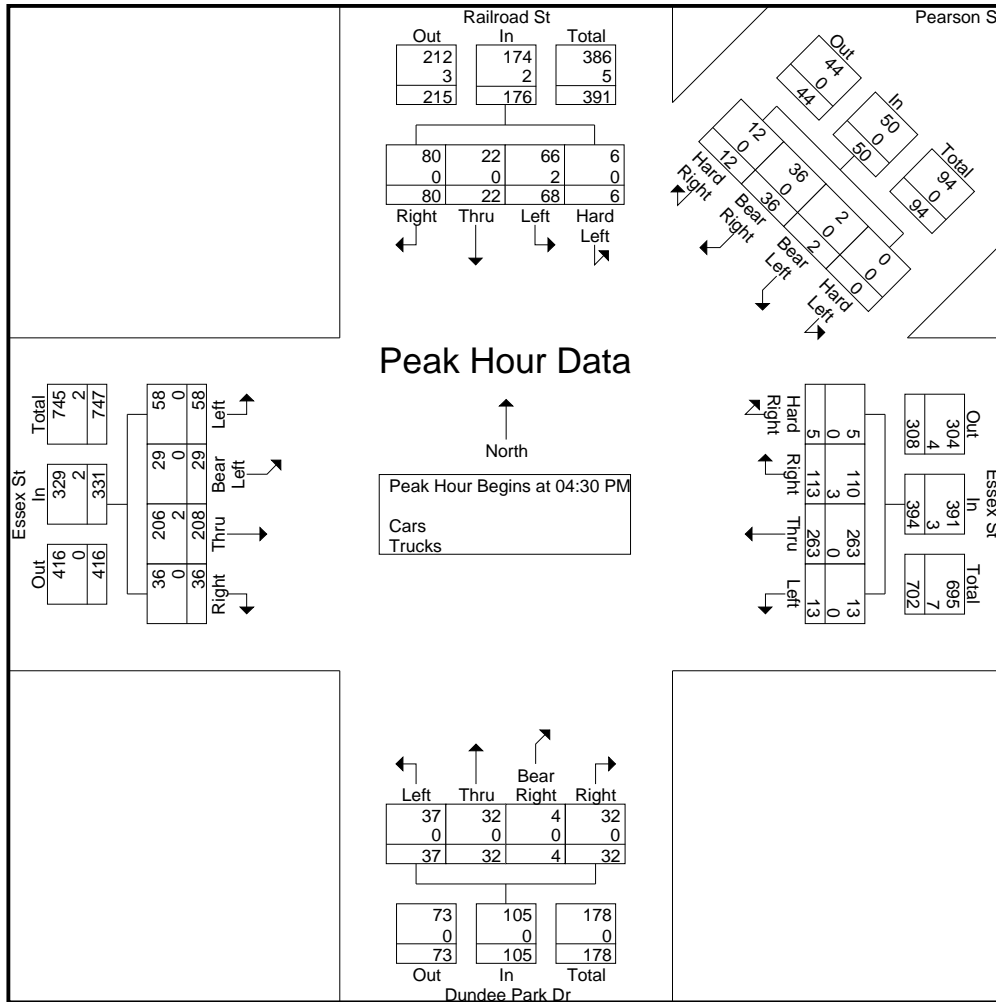 Railroad St
Out In Total
212 174 386
3 2 5
215 176 391
80 22 66 6
0 0 2 0
80 22 68 6
Right Thru Left Hard Left
Pearson S
Out
44
0
44
In
50
0
50
Total
94
0
94
12 36 2 0
0 0 0 0
12 36 2 0
Hard Right
Bear Right
Bear Left
Hard Left
Peak Hour Data
North
Peak Hour Begins at 04:30 PM
Cars
Trucks
Essex St
Total
745
2
747
In
329
2
331
Out
416
0
416
58 0 58
Left
29 0 29
Bear Left
206 2 208
Thru
36 0 36
Right
Hard Right
5 0 5
Right
110 3 113
Thru
263 0 263
Left
13 0 13
Essex St
Out
304
4
308
In
391
3
394
Total
695
7
702
Left Thru Bear Right Right
37 32 4 32
0 0 0 0
37 32 4 32
73 105 178
0 0 0
73 105 178
Out In Total
Dundee Park Dr